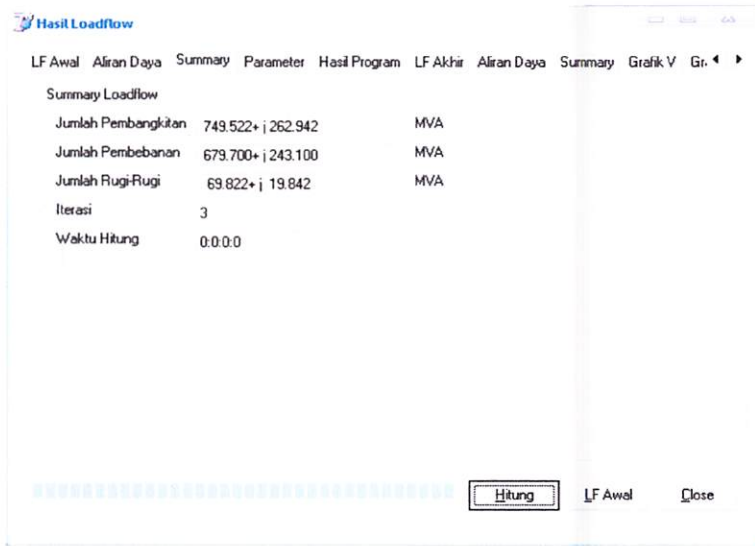 Hasil Loadflow
LF Awal Aliran Daya Summary Parameter Hasil Program LF Akhir Aliran Daya Summary Grafik V Gr.
Summary Loadflow
Jumlah Pembangkitan 749.522+ j 262.942 MVA
Jumlah Pembebanan 679.700+ j 243.100 MVA
Jumlah Rugi-Rugi 69.822+ j 19.842 MVA
Iterasi 3
Waktu Hitung 0:0:0:0
Hitung LF Awal Close